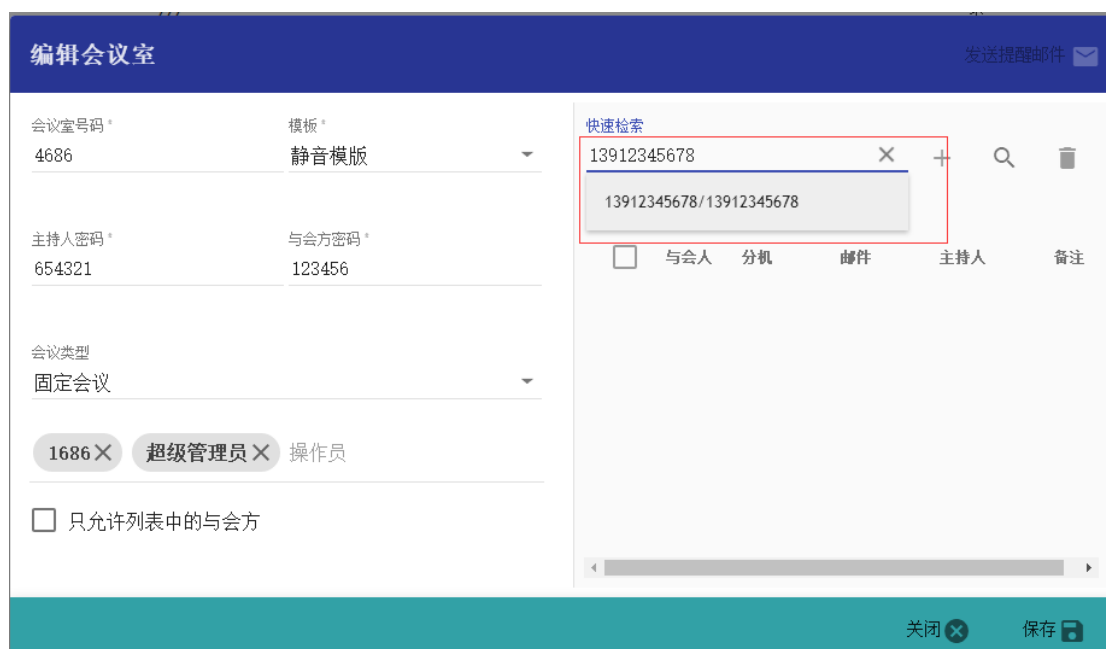 编辑会议室
发送提醒邮件
会议室号码*
模板*
4686
静音模版
主持人密码*
与会方密码*
654321
123456
会议类型
固定会议
1686
超级管理员
操作员
只允许列表中的与会方
快速检索
13912345678
13912345678/13912345678
与会人 分机 邮件 主持人 备注
关闭
保存